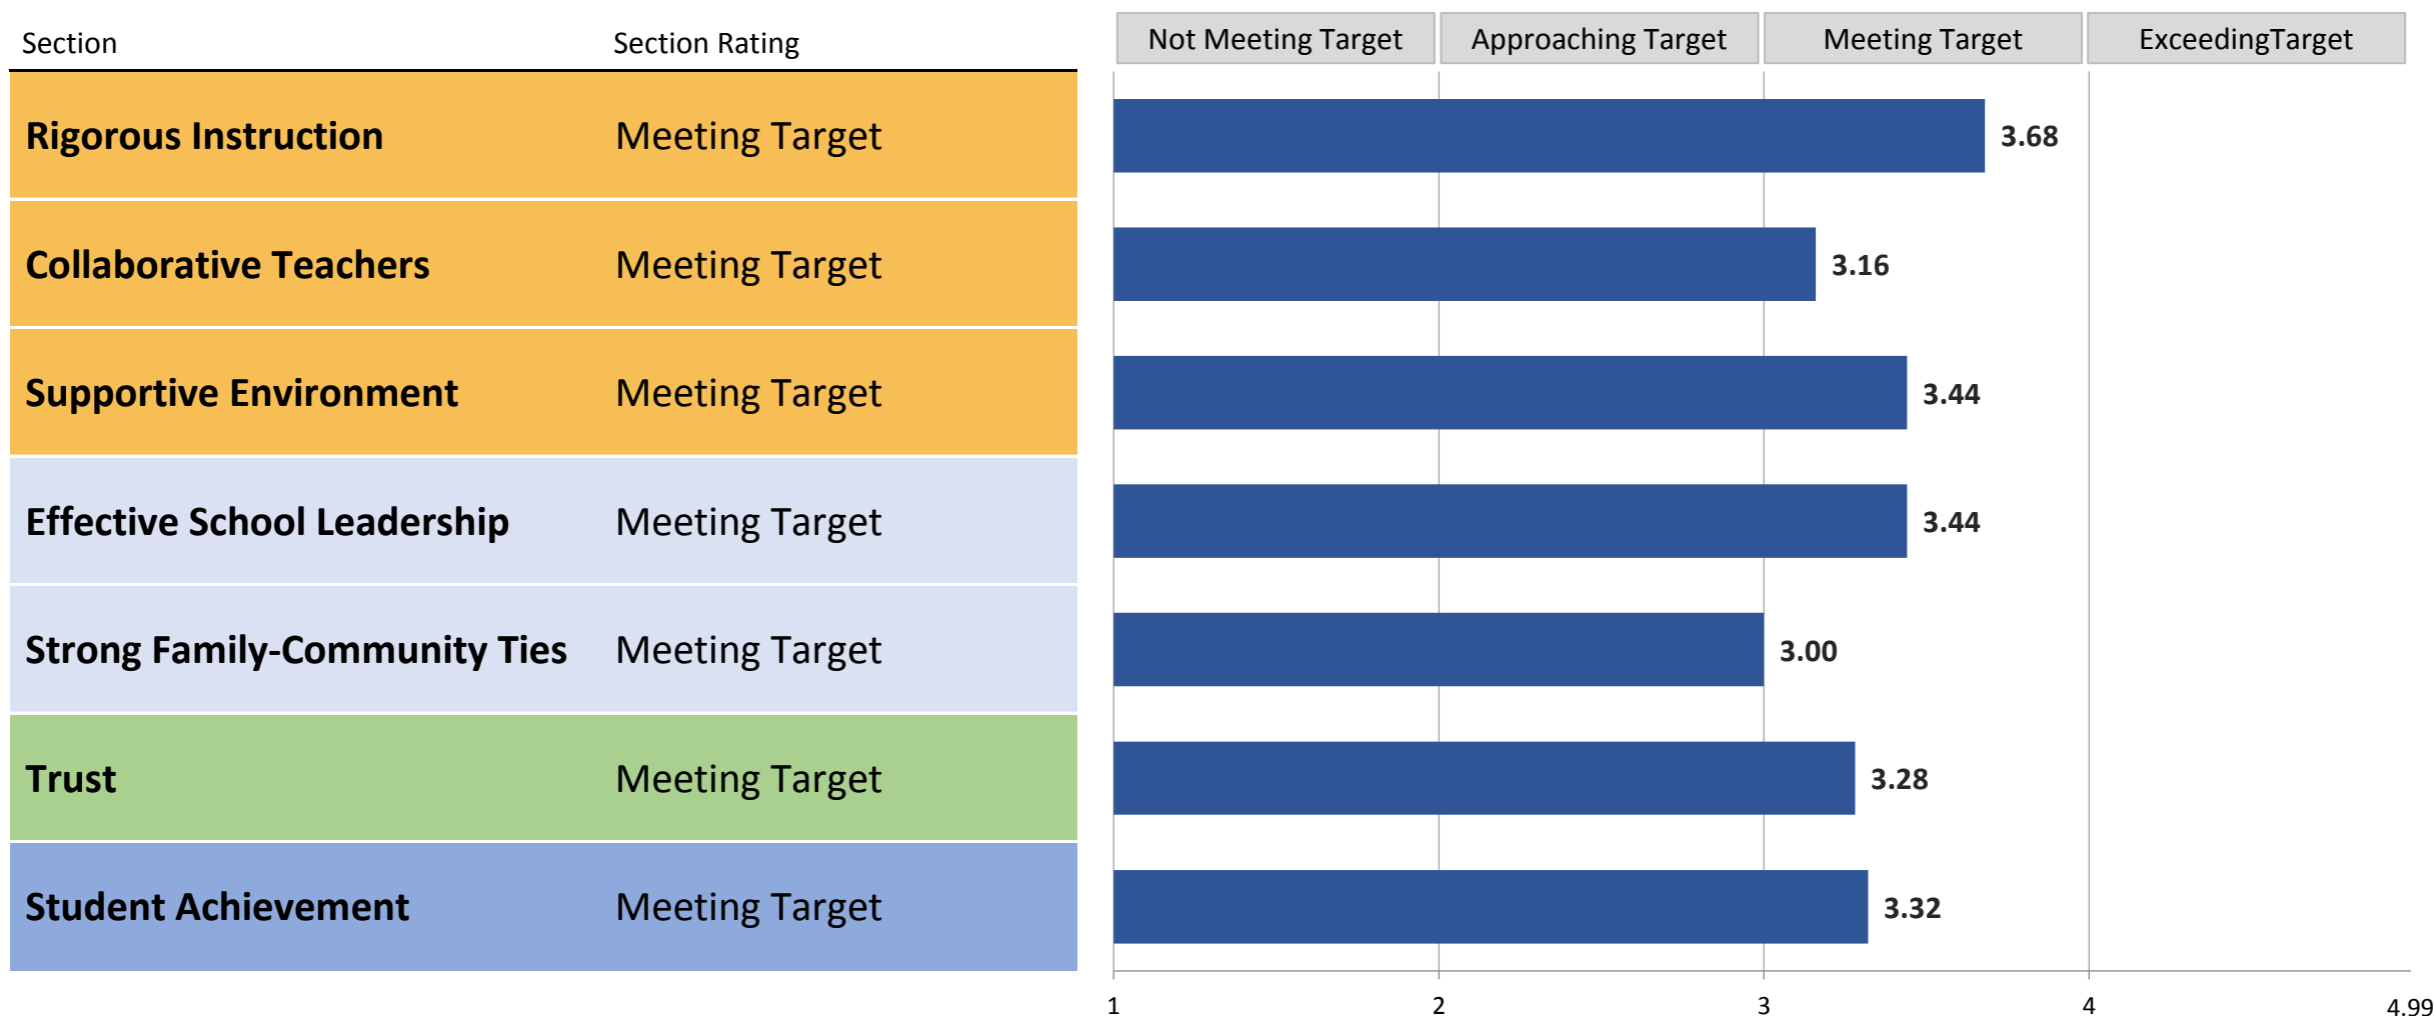 Section Section Rating Not Meeting Target Approaching Target Meeting Target ExceedingTarget
Rigorous Instruction Meeting Target 3.68
Collaborative Teachers Meeting Target 3.16
Supportive Environment Meeting Target 3.44
Effective School Leadership Meeting Target 3.44
Strong Family-Community Ties Meeting Target 3.00
Trust Meeting Target 3.28
Student Achievement Meeting Target 3.32
1 2 3 4 4.99